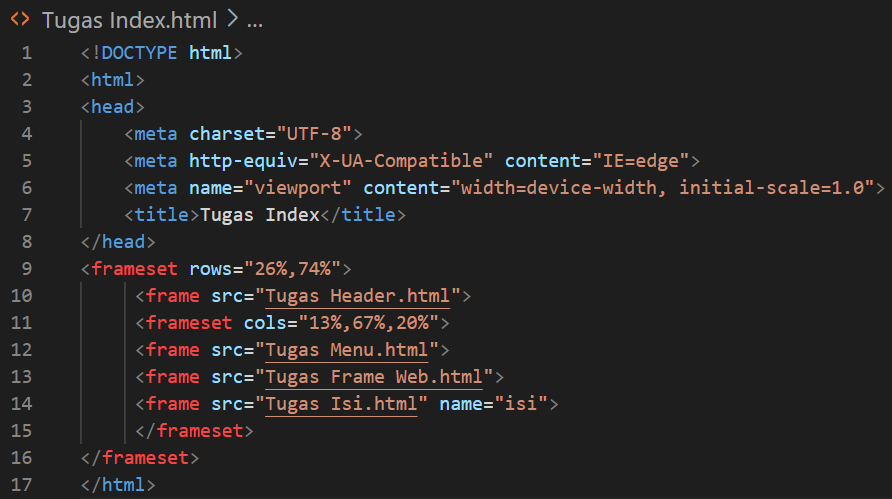 <> Tugas Index.html > ...
1 <!DOCTYPE html>
2 <html>
3 <head>
4 <meta charset="UTF-8">
5 <meta http-equiv="X-UA-Compatible" content="IE=edge">
6 <meta name="viewport" content="width=device-width, initial-scale=1.0">
7 <title>Tugas Index</title>
8 </head>
9 <frameset rows="26%,74%">
10 <frame src="Tugas Header.html">
11 <frameset cols="13%,67%,20%">
12 <frame src="Tugas Menu.html">
13 <frame src="Tugas Frame Web.html">
14 <frame src="Tugas Isi.html" name="isi">
15 </frameset>
16 </frameset>
17 </html>